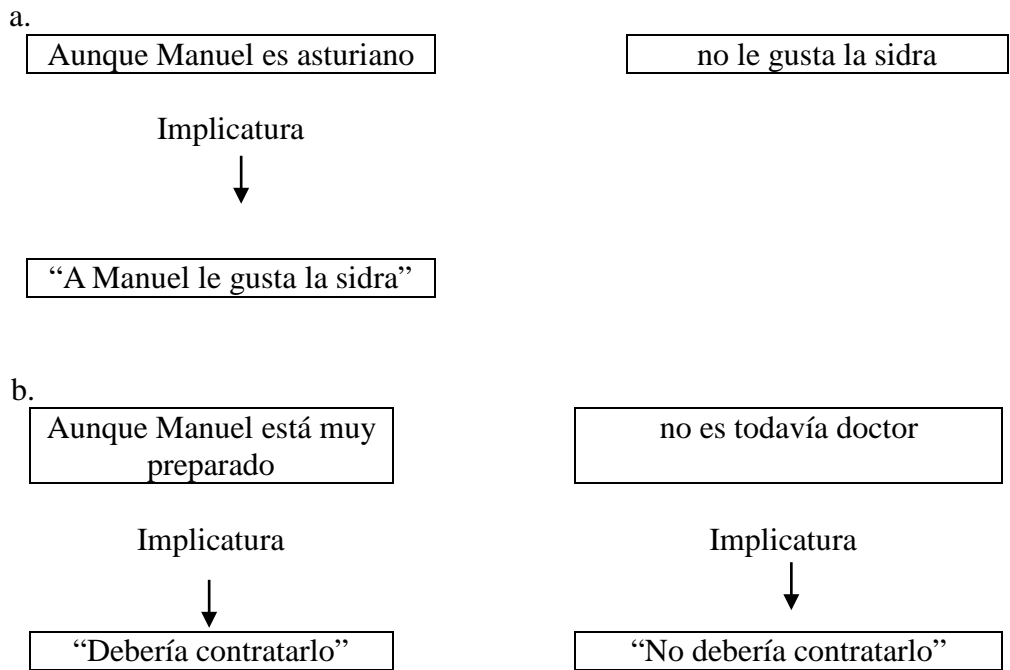 a.
Aunque Manuel es asturiano
no le gusta la sidra
Implicatura
“A Manuel le gusta la sidra”
b.
Aunque Manuel está muy
preparado
no es todavía doctor
Implicatura
Implicatura
“Debería contratarlo”
“No debería contratarlo”